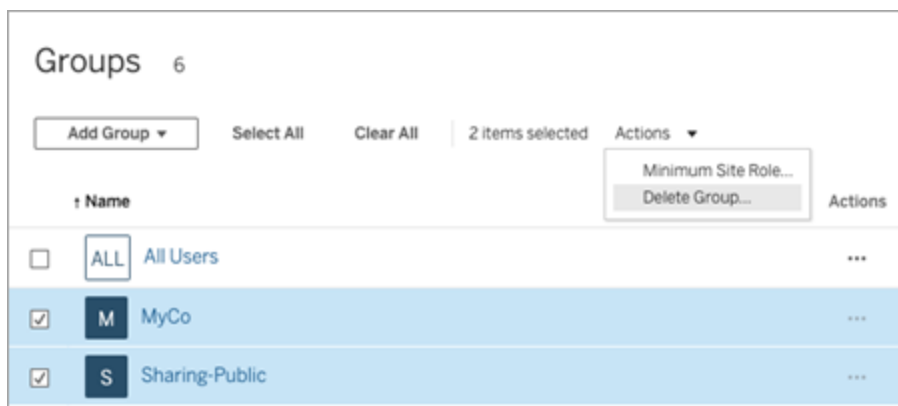 Groups 6
Add Group Select All Clear All 2 items selected Actions
Minimum Site Role...
Delete Group...
↑ Name Actions
ALL All Users ...
M MyCo ...
S Sharing-Public ...